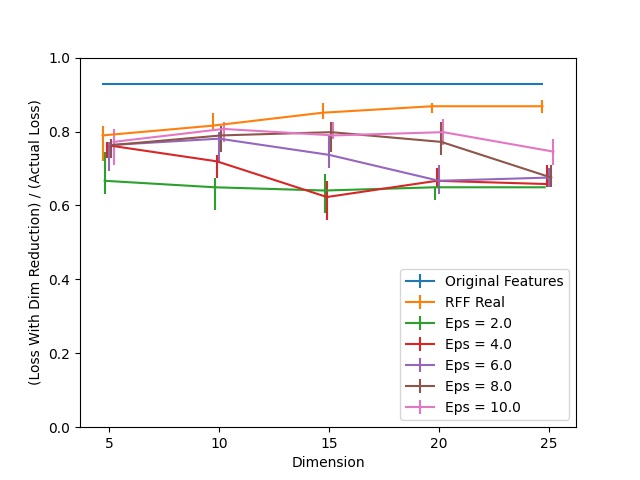 (Loss With Dim Reduction) / (Actual Loss)
1.0
0.8
0.6
0.4
0.2
0.0
5 10 15 20 25
Dimension
Original Features
RFF Real
Eps = 2.0
Eps = 4.0
Eps = 6.0
Eps = 8.0
Eps = 10.0